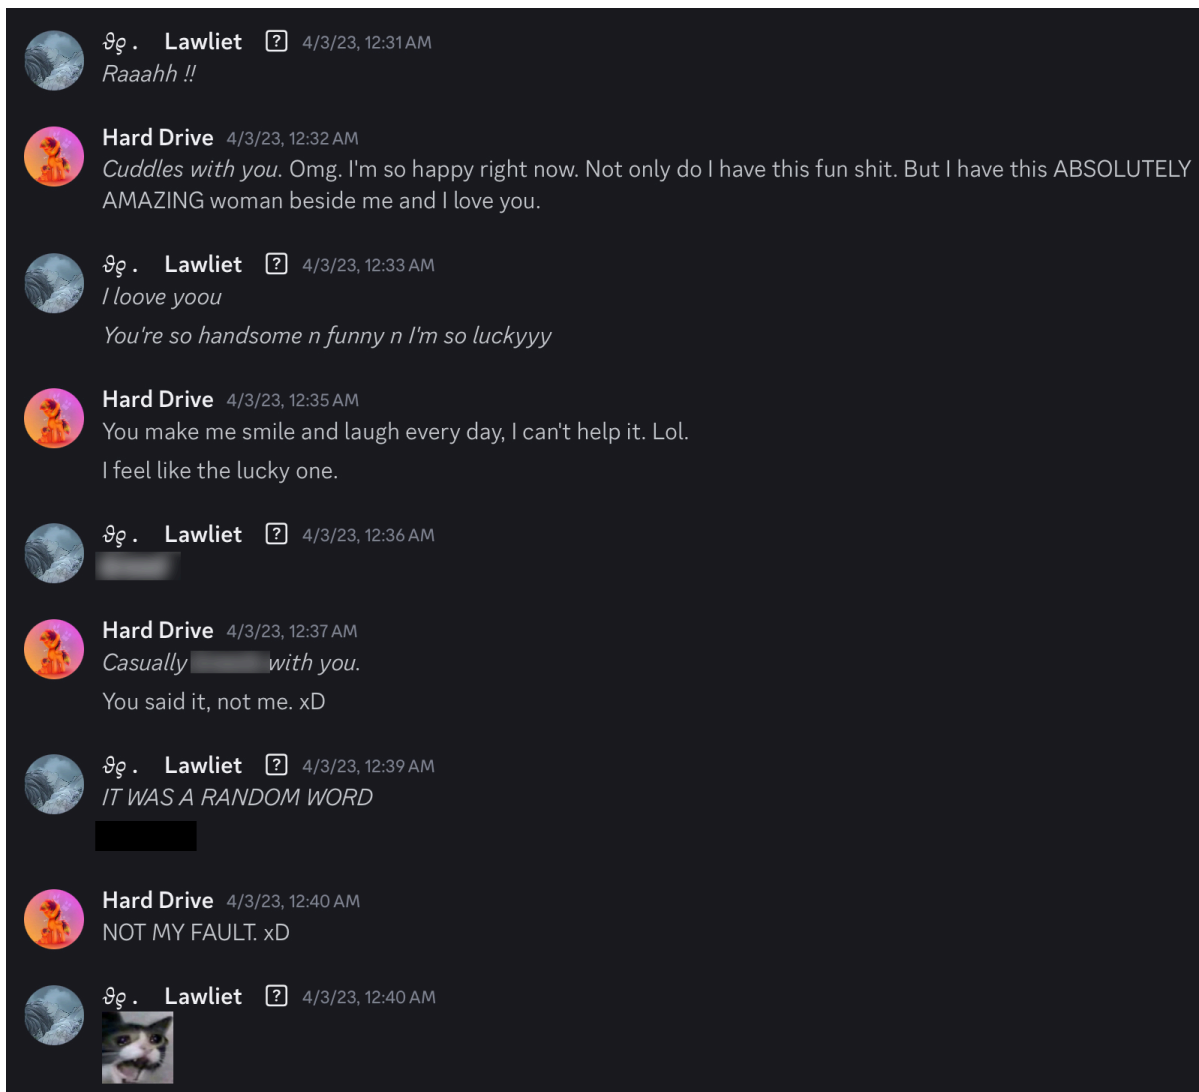 ϑϱ . Lawliet ? 4/3/23, 12:31 AM
Raaahh !!
Hard Drive 4/3/23, 12:32 AM
Cuddles with you. Omg. I'm so happy right now. Not only do I have this fun shit. But I have this ABSOLUTELY
AMAZING woman beside me and I love you.
ϑϱ . Lawliet ? 4/3/23, 12:33 AM
I loove yoou
You're so handsome n funny n I'm so luckyyy
Hard Drive 4/3/23, 12:35 AM
You make me smile and laugh every day, I can't help it. Lol.
I feel like the lucky one.
ϑϱ . Lawliet ? 4/3/23, 12:36 AM
Hard Drive 4/3/23, 12:37 AM
Casually with you.
You said it, not me. xD
ϑϱ . Lawliet ? 4/3/23, 12:39 AM
IT WAS A RANDOM WORD
Hard Drive 4/3/23, 12:40 AM
NOT MY FAULT. xD
ϑϱ . Lawliet ? 4/3/23, 12:40 AM